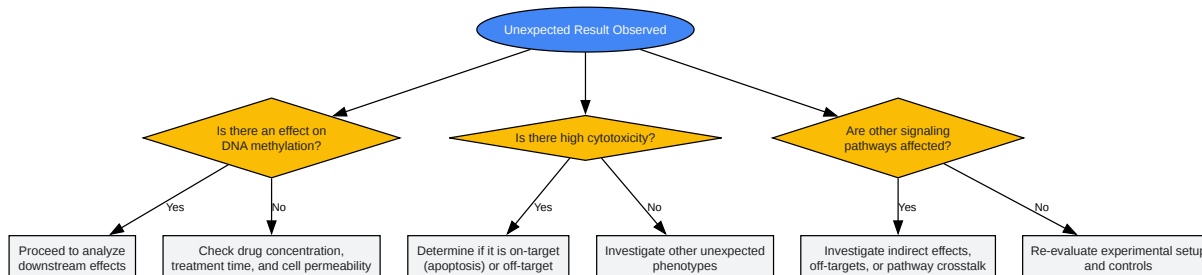 Unexpected Result Observed
Is there an effect on
DNA methylation?
Is there high cytotoxicity?
Are other signaling
pathways affected?
Yes
No
Yes
No
Yes
No
Proceed to analyze
downstream effects
Check drug concentration,
treatment time, and cell permeability
Determine if it is on-target
(apoptosis) or off-target
Investigate other unexpected
phenotypes
Investigate indirect effects,
off-targets, or pathway crosstalk
Re-evaluate experimental setup
and controls